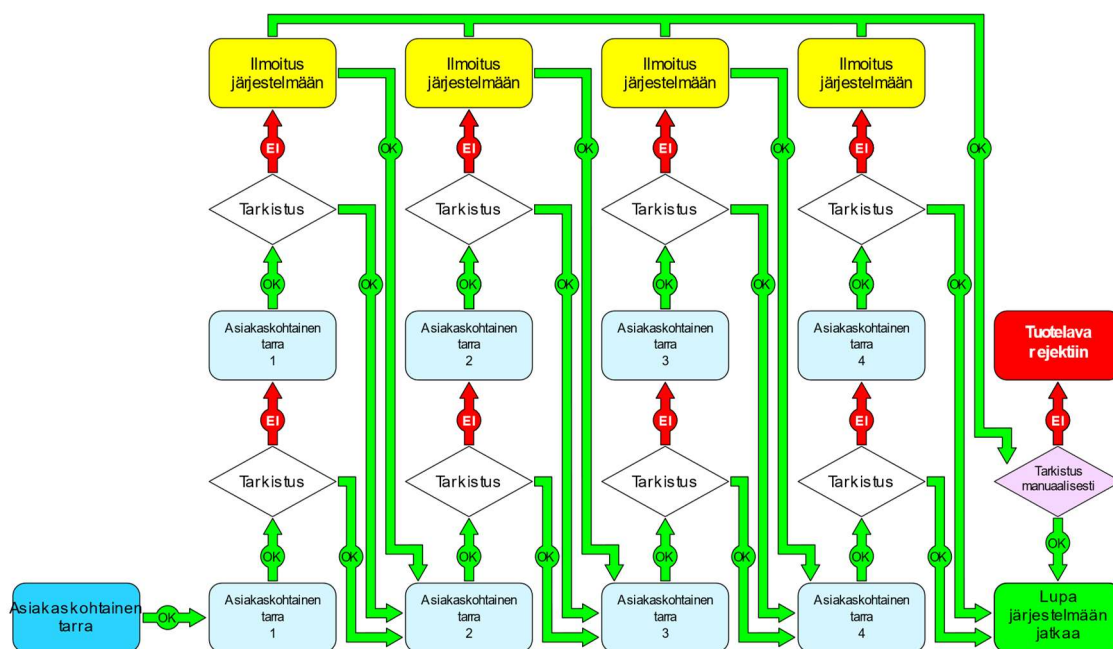 Ilmoitus
järjestelmään
Ilmoitus
järjestelmään
Ilmoitus
järjestelmään
Ilmoitus
järjestelmään
OK
OK
OK
OK
EI
EI
EI
EI
Tarkistus
Tarkistus
Tarkistus
Tarkistus
OK
OK
OK
OK
OK
OK
OK
OK
Asiakaskohtainen
tarra
1
Asiakaskohtainen
tarra
2
Asiakaskohtainen
tarra
3
Asiakaskohtainen
tarra
4
Tuotelava
rejektiin
EI
EI
EI
EI
EI
Tarkistus
Tarkistus
Tarkistus
Tarkistus
Tarkistus
manuaalisesti
OK
OK
OK
OK
OK
OK
OK
OK
OK
Asiakaskohtainen
tarra
OK
Asiakaskohtainen
tarra
1
Asiakaskohtainen
tarra
2
Asiakaskohtainen
tarra
3
Asiakaskohtainen
tarra
4
Lupa
järjestelmään
jatkaa